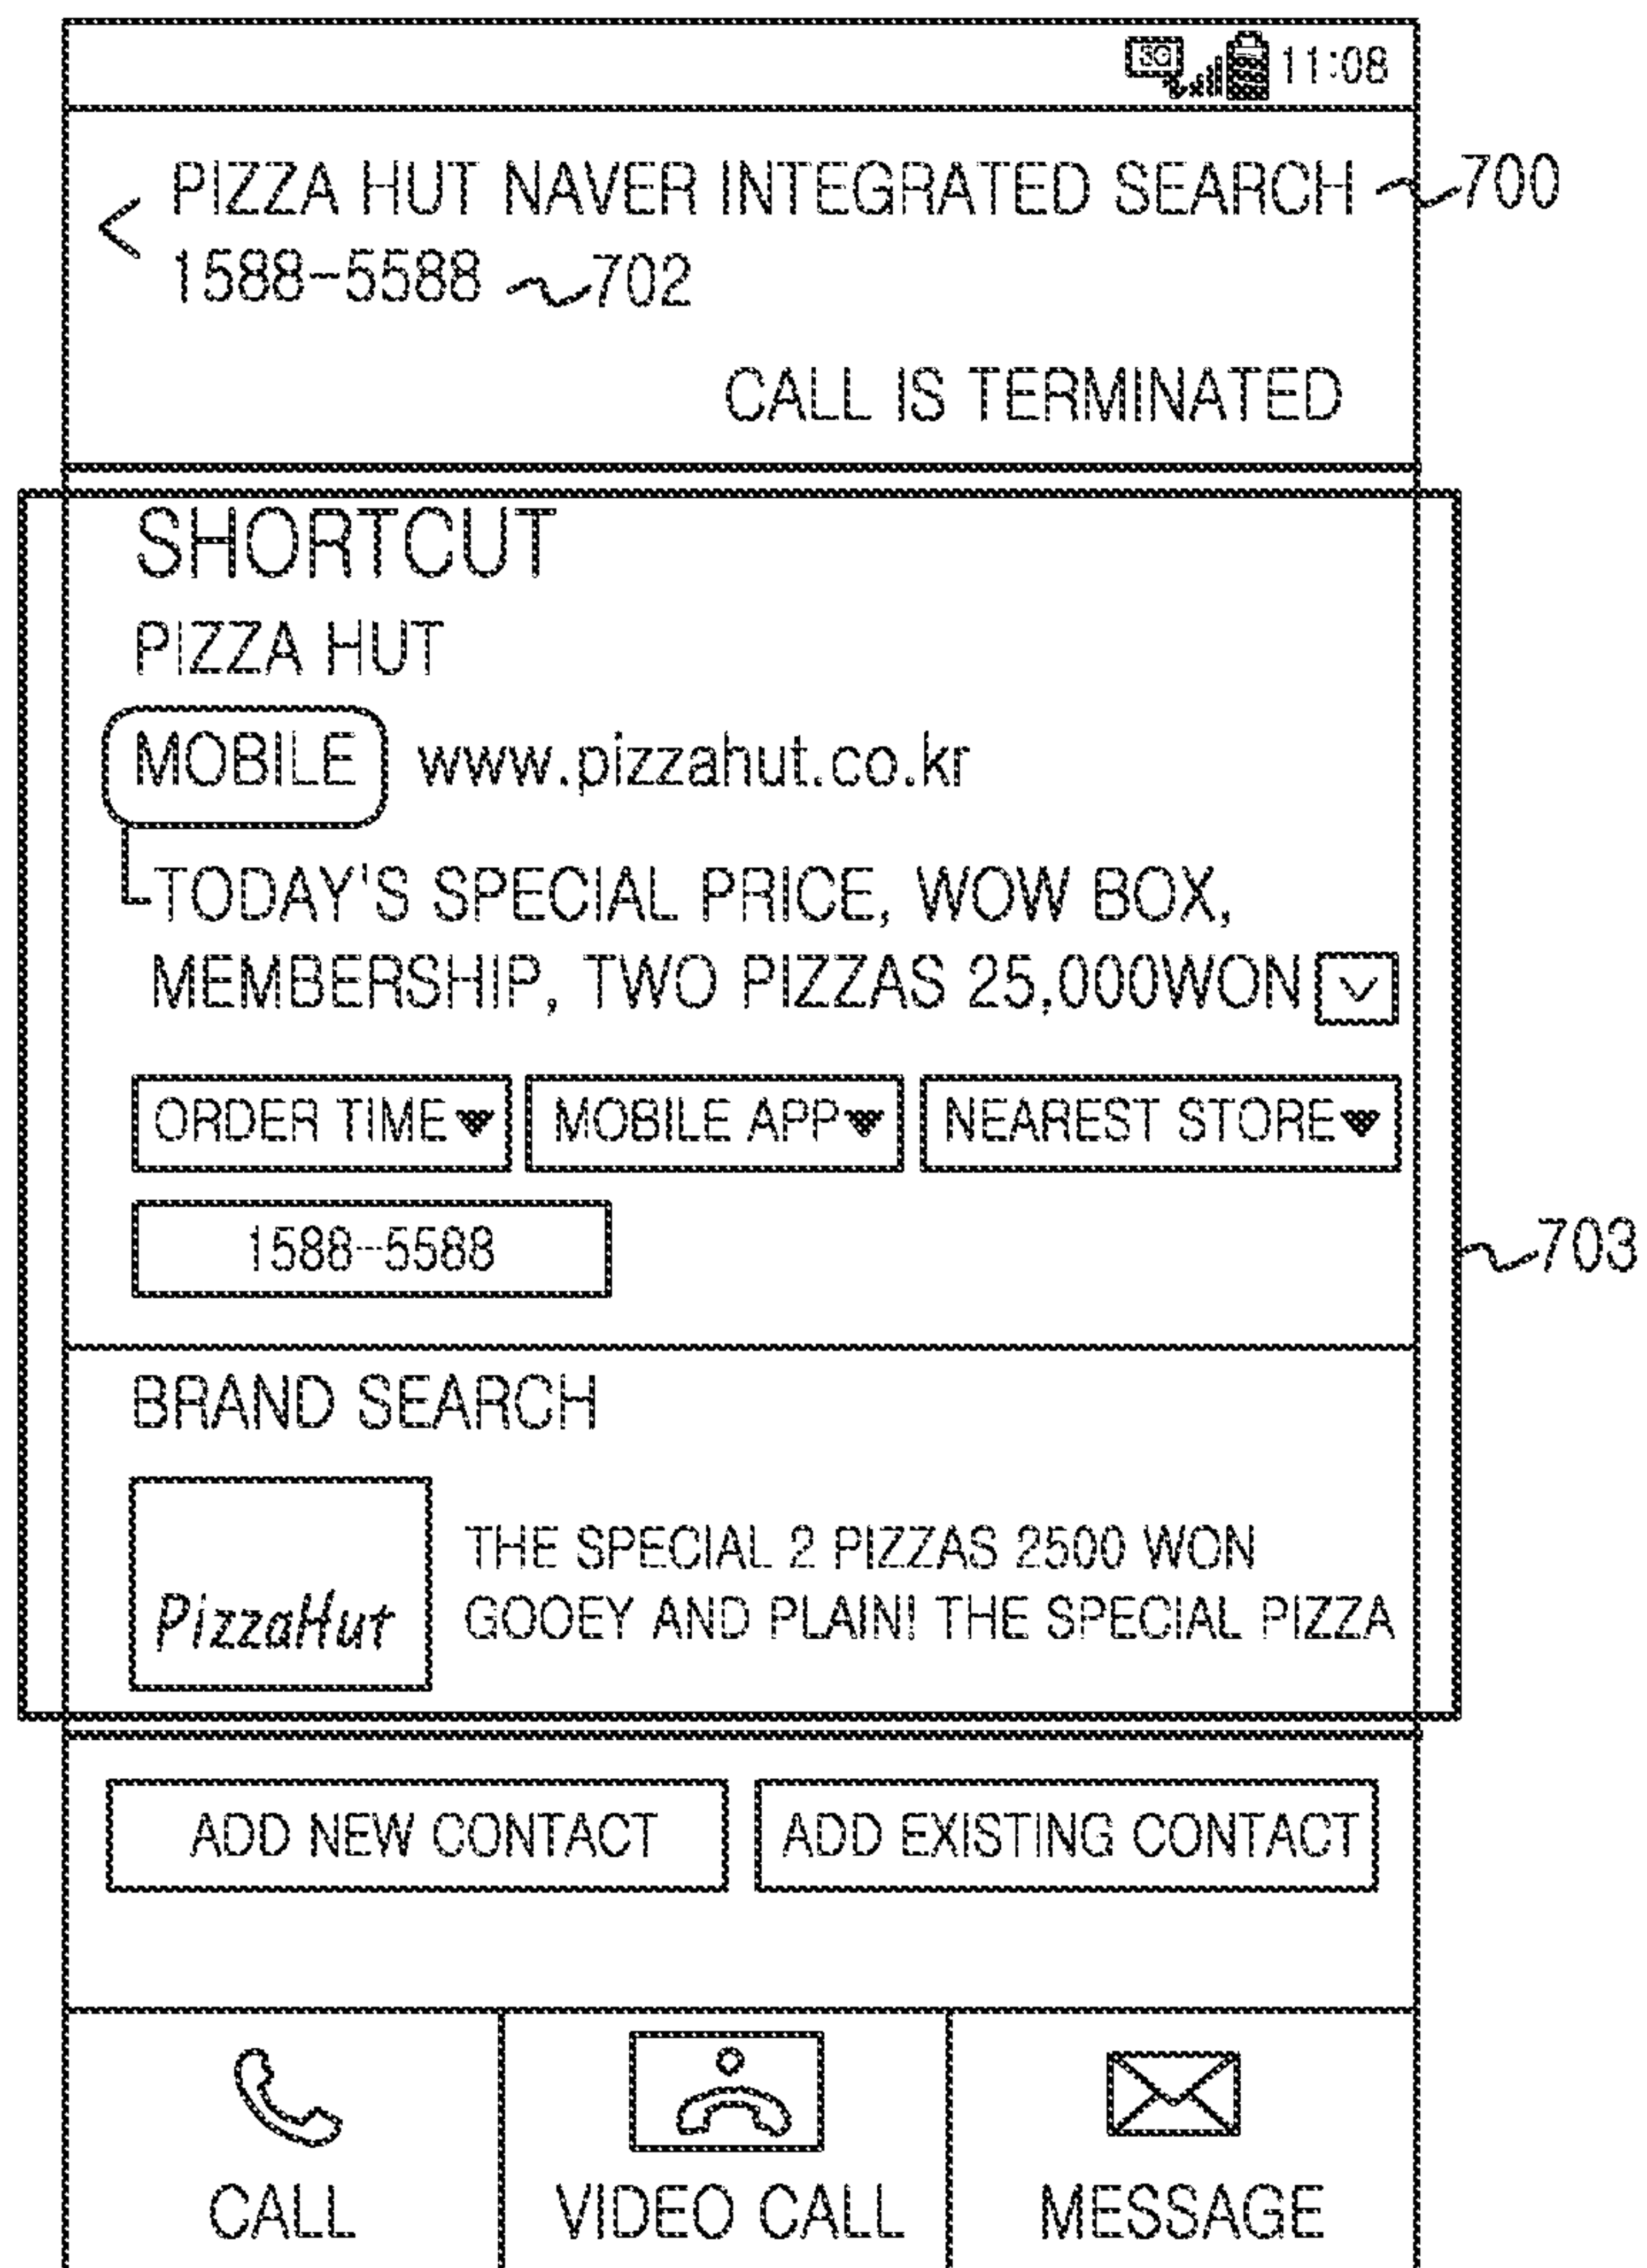 3G 11:08
< PIZZA HUT NAVER INTEGRATED SEARCH 700
1588-5588 702
CALL IS TERMINATED
SHORTCUT
PIZZA HUT
MOBILE www.pizzahut.co.kr
TODAY'S SPECIAL PRICE, WOW BOX,
MEMBERSHIP, TWO PIZZAS 25,000WON
ORDER TIME MOBILE APP NEAREST STORE
1588-5588
703
BRAND SEARCH
PizzaHut
THE SPECIAL 2 PIZZAS 2500 WON
GOOEY AND PLAIN! THE SPECIAL PIZZA
ADD NEW CONTACT ADD EXISTING CONTACT
CALL VIDEO CALL MESSAGE